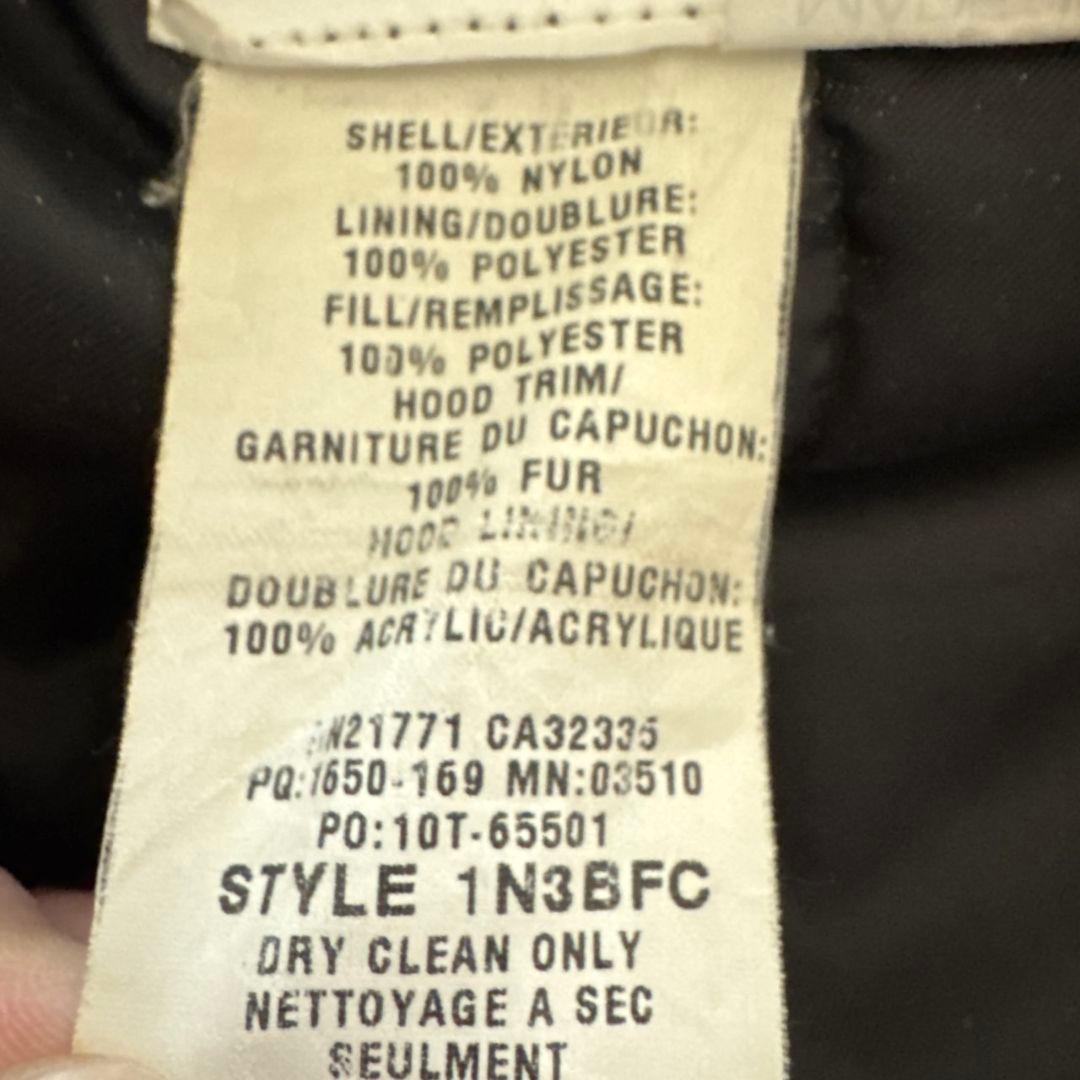 SHELL/EXTERIEUR:
100% NYLON
LINING/DOUBLURE:
100% POLYESTER
FILL/REMPLISSAGE:
100% POLYESTER
HOOD TRIM/
GARNITURE DU CAPUCHON:
100% FUR
HOOD LINING/
DOUBLURE DU CAPUCHON:
100% ACRYLIC/ACRYLIQUE
CA32335
PQ:1650-169 MN:03510
PO:10T-65501
STYLE 1N3BFC
DRY CLEAN ONLY
NETTOYAGE A SEC
SEULMENT